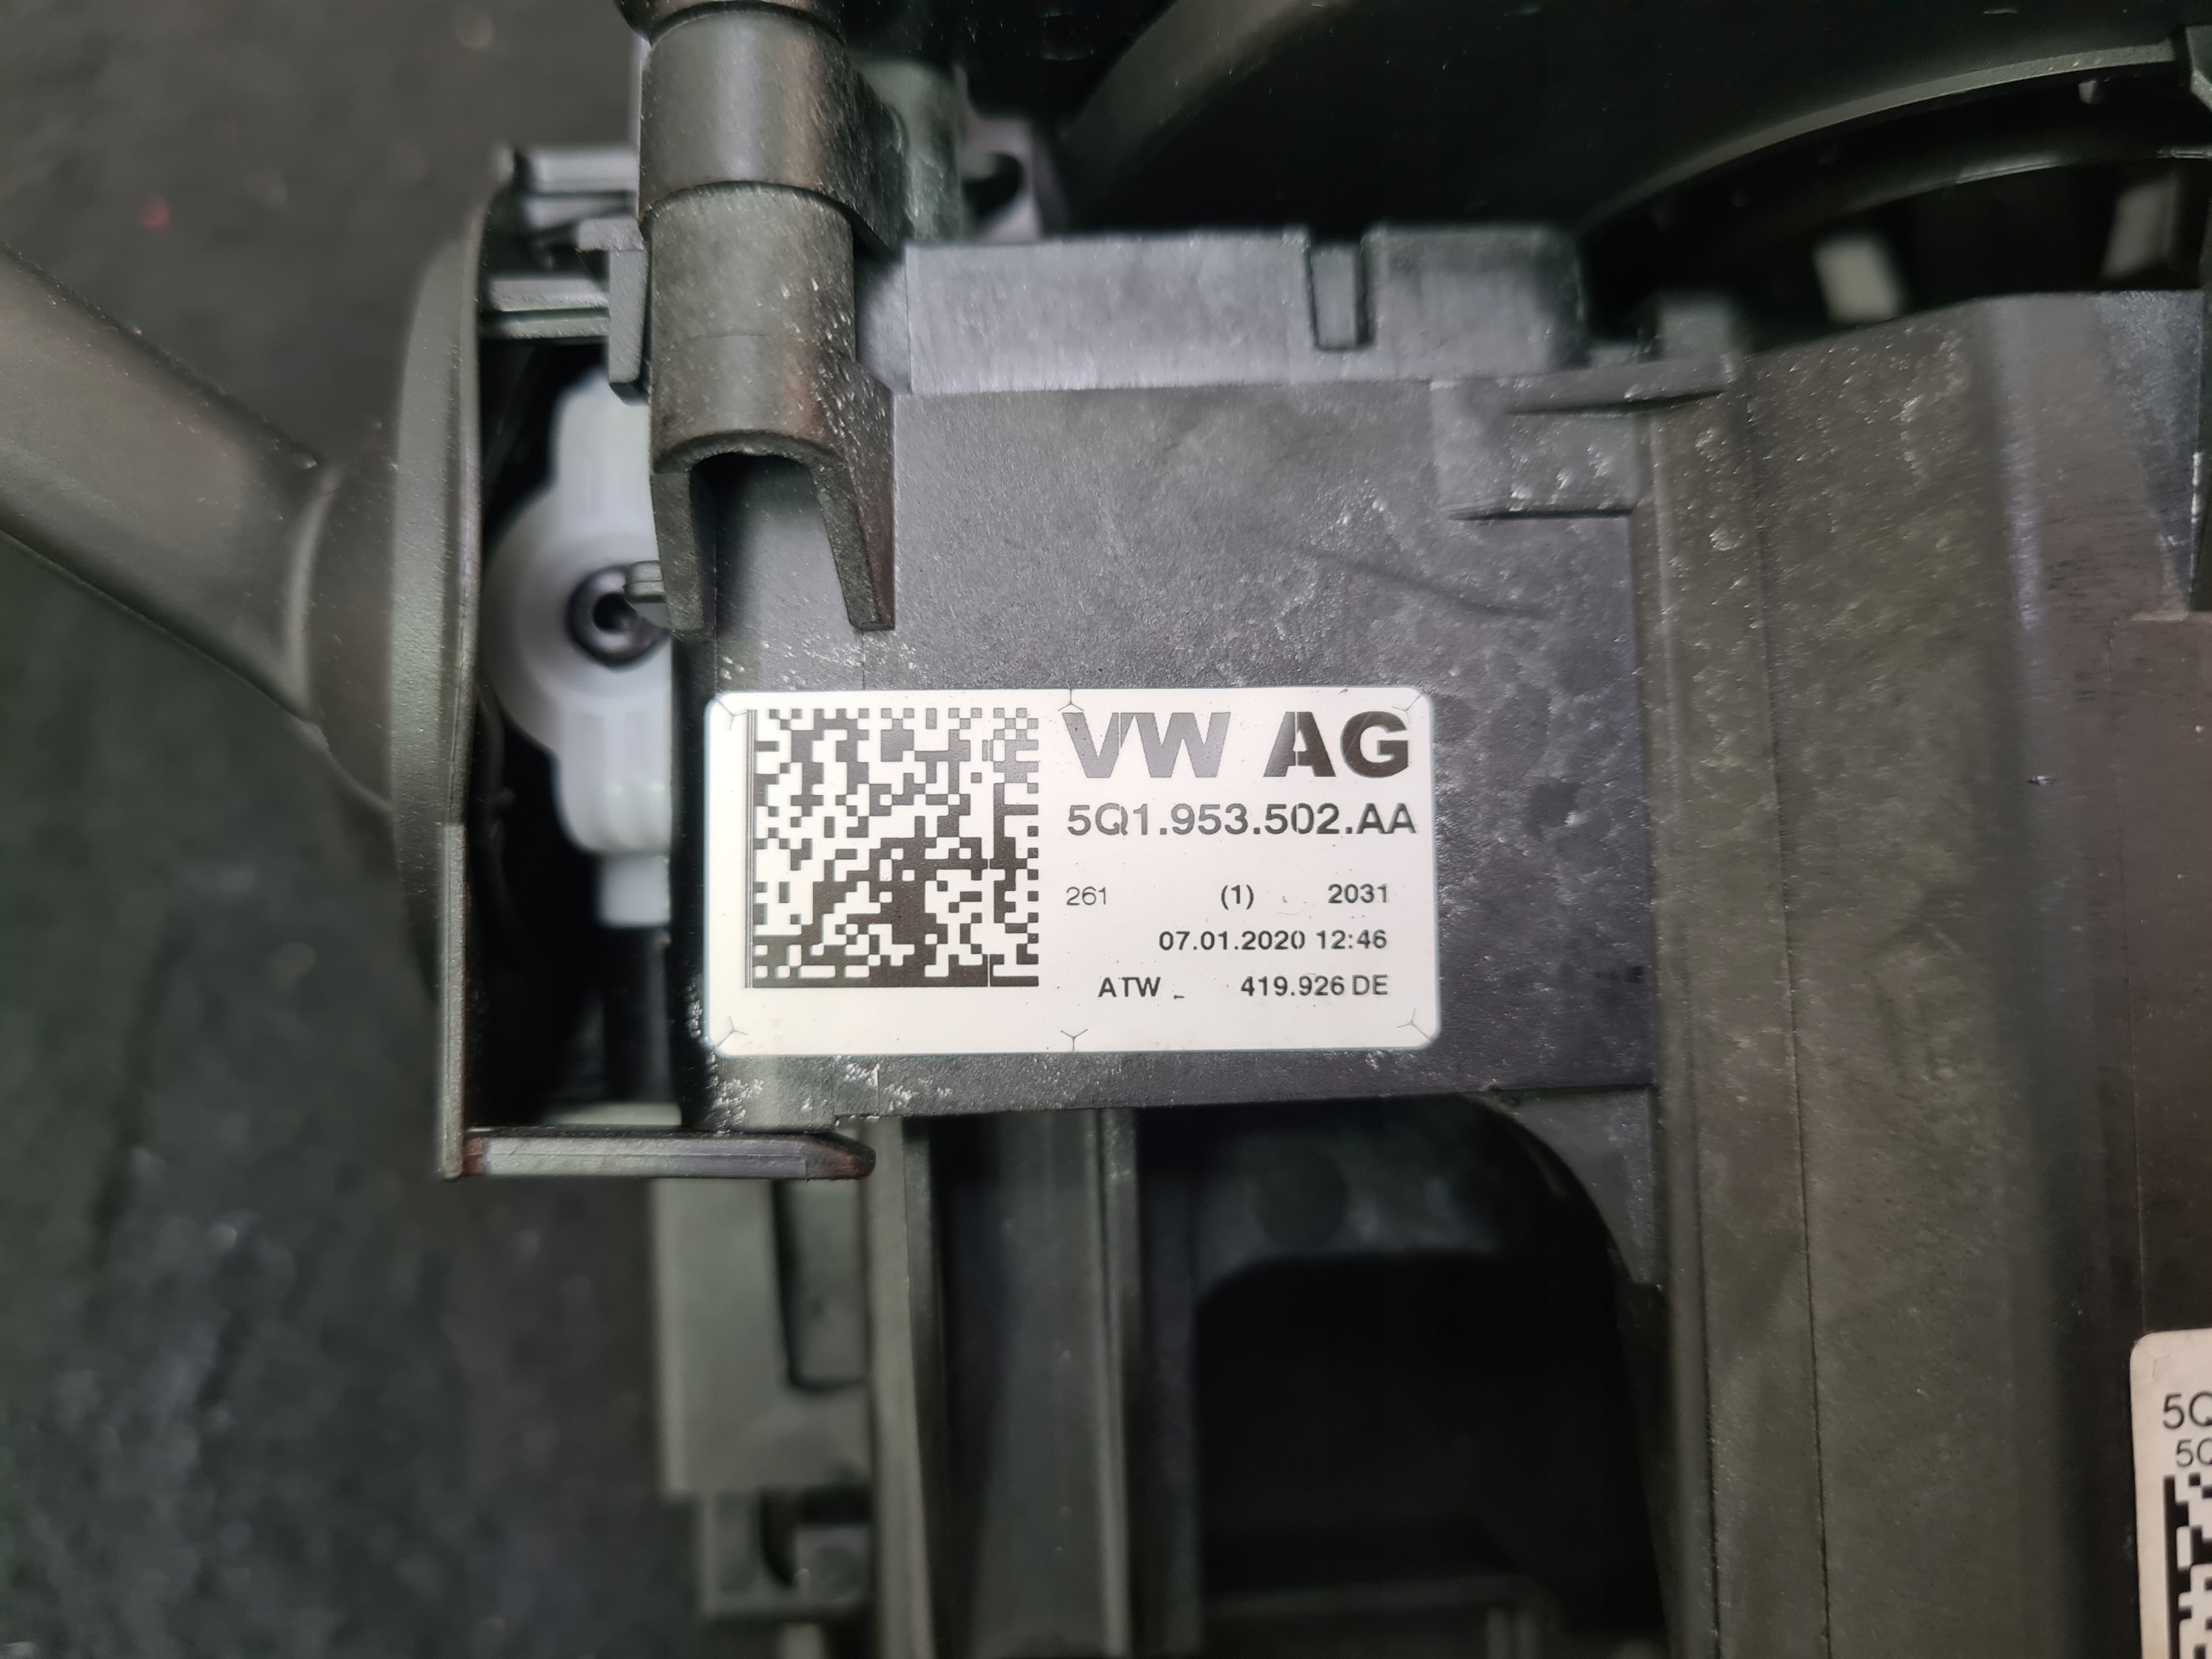 VW AG
5Q1.953.502.AA
261 (1) 2031
07.01.2020 12:46
ATW 419.926 DE
5Q
5Q